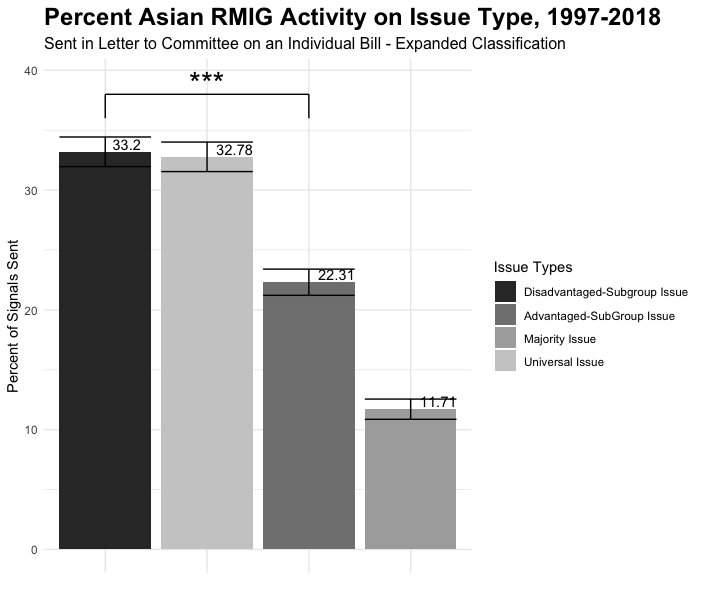 Percent Asian RMIG Activity on Issue Type, 1997-2018
Sent in Letter to Committee on an Individual Bill - Expanded Classification
40
***
33.2
32.78
30
22.31
20
11.71
10
0
Percent of Signals Sent
Issue Types
Disadvantaged-Subgroup Issue
Advantaged-SubGroup Issue
Majority Issue
Universal Issue